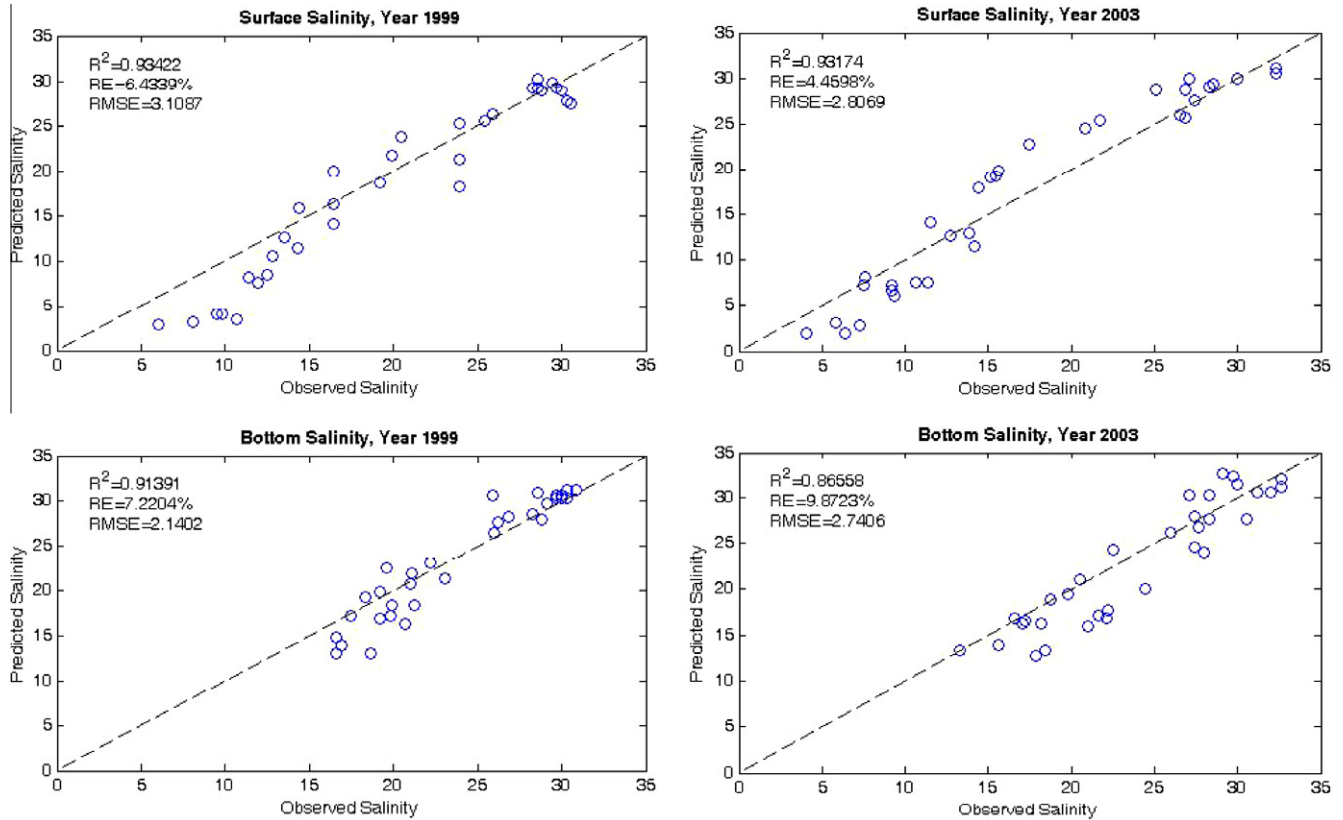 Surface Salinity, Year 1999
R²=0.93422
RE-6.4339%
RMSE=3.1087
35
30
25
20
15
10
5
0
Predicted Salinity
0 5 10 15 20 25 30 35
Observed Salinity
Surface Salinity, Year 2003
R²=0.93174
RE=4.4598%
RMSE=2.8069
35
30
25
20
15
10
5
0
Predicted Salinity
0 5 10 15 20 25 30 35
Observed Salinity
Bottom Salinity, Year 1999
R²=0.91391
RE=7.2204%
RMSE=2.1402
35
30
25
20
15
10
5
0
Predicted Salinity
0 5 10 15 20 25 30 35
Observed Salinity
Bottom Salinity, Year 2003
R²=0.86558
RE=9.8723%
RMSE=2.7406
35
30
25
20
15
10
5
0
Predicted Salinity
0 5 10 15 20 25 30 35
Observed Salinity